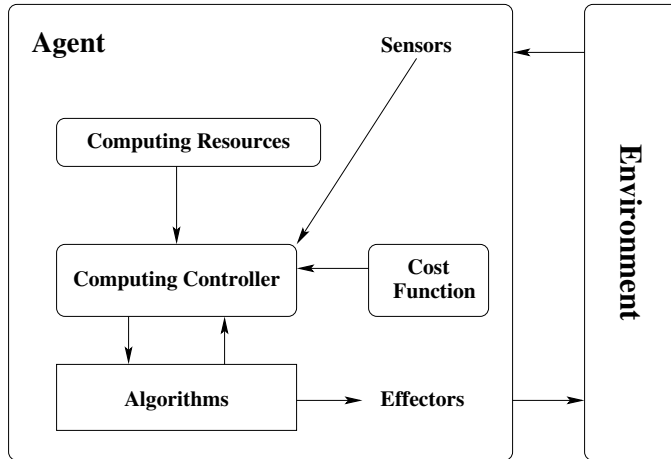 Agent
Sensors
Computing Resources
Computing Controller
Cost
Function
Algorithms
Effectors
Environment